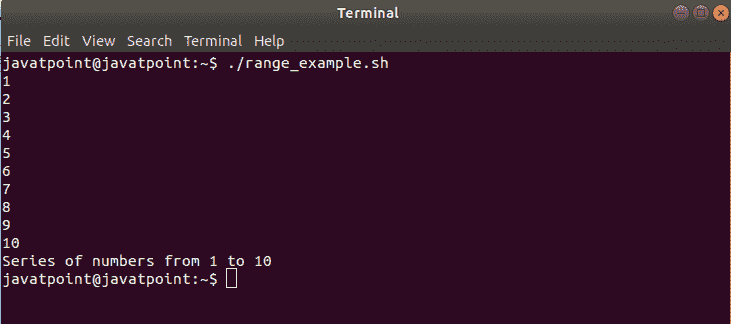 Terminal
File Edit View Search Terminal Help
javatpoint@javatpoint:~$ ./range_example.sh
1
2
3
4
5
6
7
8
9
10
Series of numbers from 1 to 10
javatpoint@javatpoint:~$